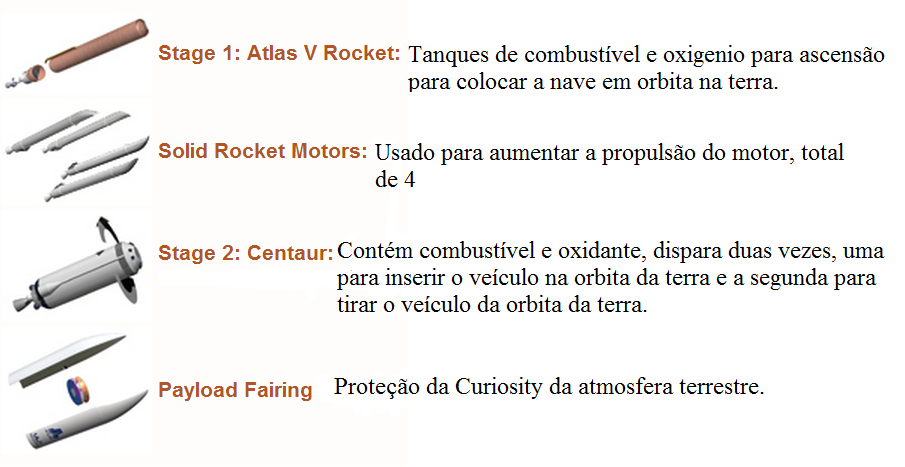 Stage 1: Atlas V Rocket: Tanques de combustível e oxigenio para ascensão
para colocar a nave em orbita na terra.
Solid Rocket Motors: Usado para aumentar a propulsão do motor, total
de 4
Stage 2: Centaur: Contém combustível e oxidante, dispara duas vezes, uma
para inserir o veículo na orbita da terra e a segunda para
tirar o veículo da orbita da terra.
Payload Fairing Proteção da Curiosity da atmosfera terrestre.